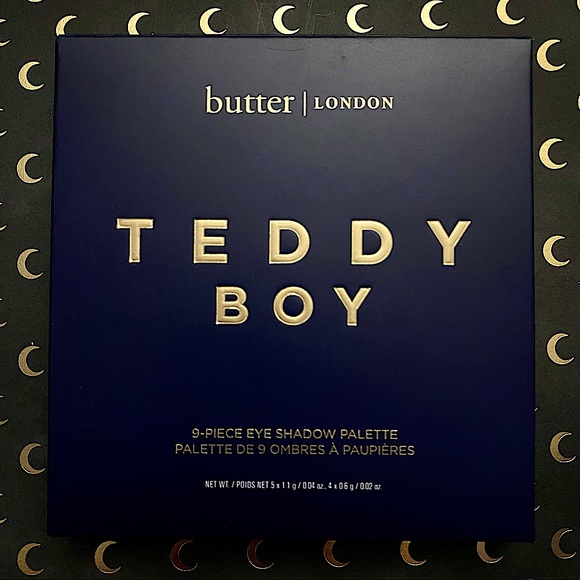 butter | LONDON
TEDDY
BOY
9-PIECE EYE SHADOW PALETTE
PALETTE DE 9 OMBRES À PAUPIÈRES
NET WT. / POIDS NET 5 x 1.1 g / 0.04 oz., 4 x 0.6 g / 0.02 oz.